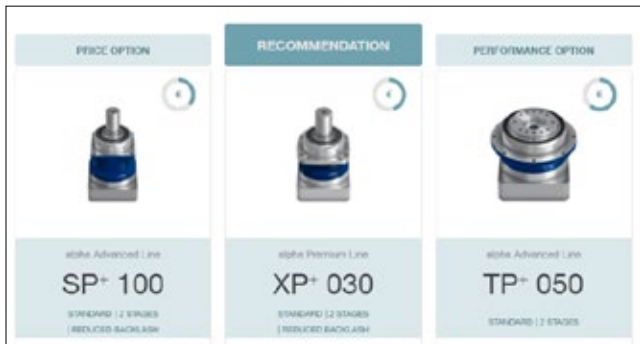 PRICE OPTION
RECOMMENDATION
PERFORMANCE OPTION
€
€
€
alpha Advanced Line
alpha Premium Line
alpha Advanced Line
SP+ 100
XP+ 030
TP+ 050
STANDARD | 2 STAGES
| REDUCED BACKLASH
STANDARD | 2 STAGES
| REDUCED BACKLASH
STANDARD | 2 STAGES